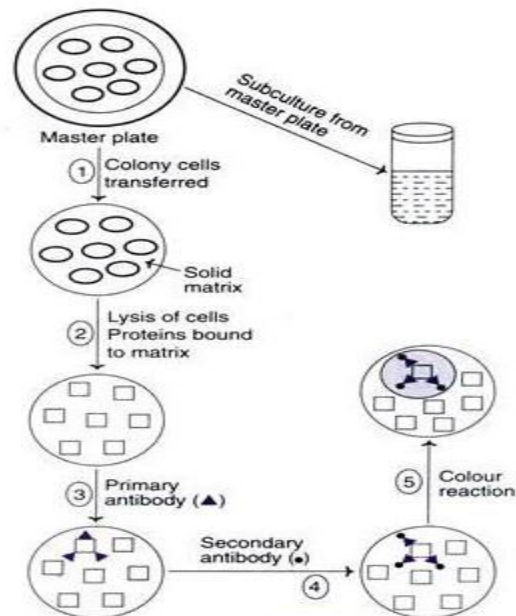 Master plate
Subculture from
master plate
1 Colony cells
transferred
Solid
matrix
2 Lysis of cells
Proteins bound
to matrix
3 Primary
antibody (▲)
Secondary
antibody (•)
4
5 Colour
reaction